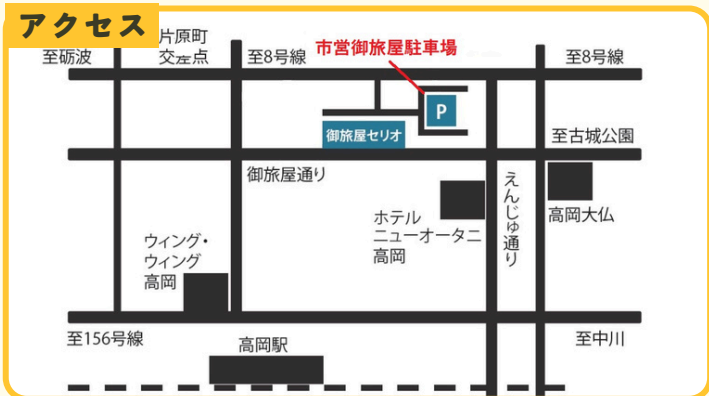 アクセス
片原町
交差点
至砺波
至8号線
市営御旅屋駐車場
至8号線
P
御旅屋セリオ
至古城公園
御旅屋通り
えんじゅ通り
高岡大仏
ホテル
ニューオータニ
高岡
ウィング・
ウィング
高岡
至156号線
高岡駅
至中川